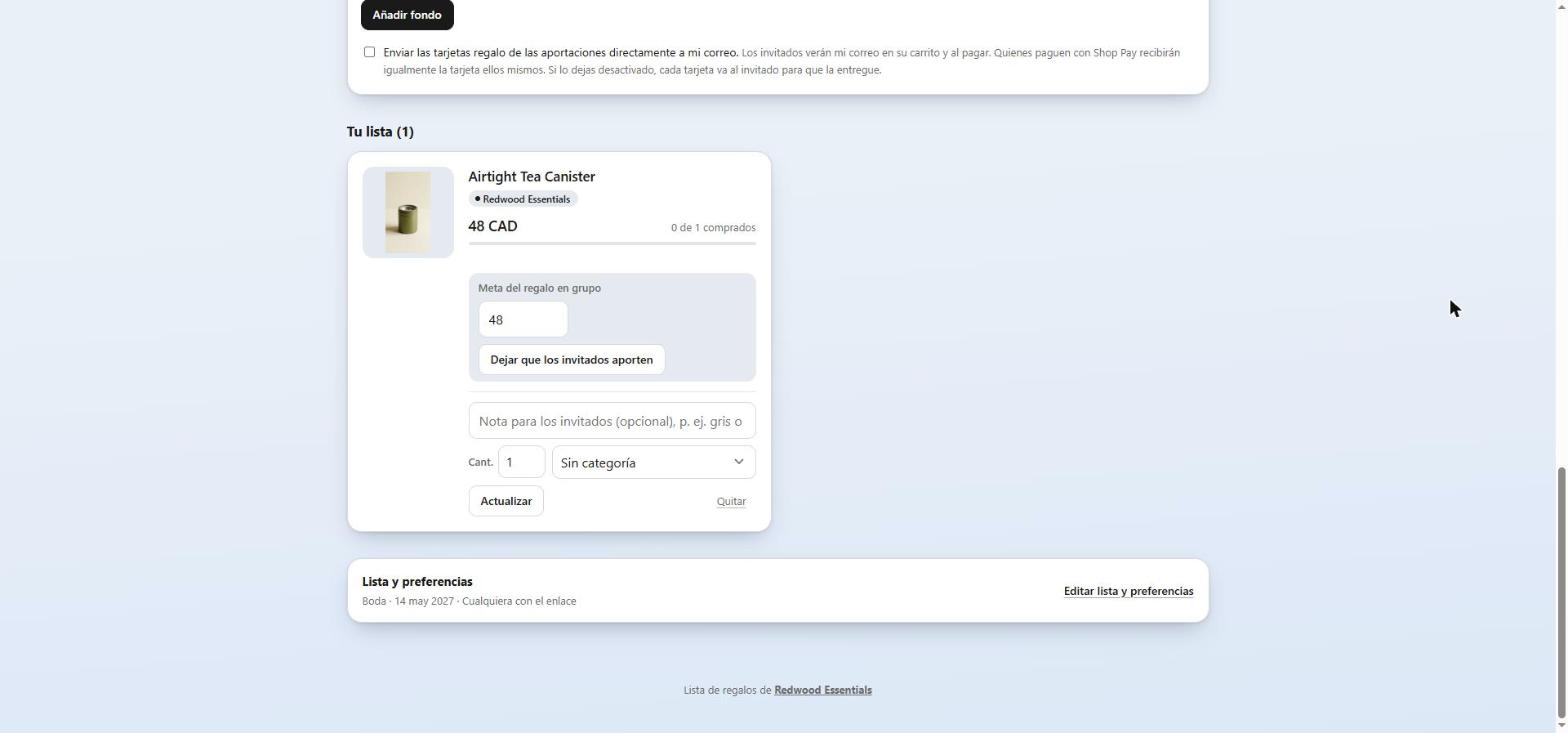 Añadir fondo
Enviar las tarjetas regalo de las aportaciones directamente a mi correo. Los invitados verán mi correo en su carrito y al pagar. Quienes paguen con Shop Pay recibirán
igualmente la tarjeta ellos mismos. Si lo dejas desactivado, cada tarjeta va al invitado para que la entregue.
Tu lista (1)
Airtight Tea Canister
Redwood Essentials
48 CAD
0 de 1 comprados
Meta del regalo en grupo
48
Dejar que los invitados aporten
Nota para los invitados (opcional), p. ej. gris o
Cant.
1
Sin categoría
Actualizar
Quitar
Lista y preferencias
Boda · 14 may 2027 · Cualquiera con el enlace
Editar lista y preferencias
Lista de regalos de Redwood Essentials